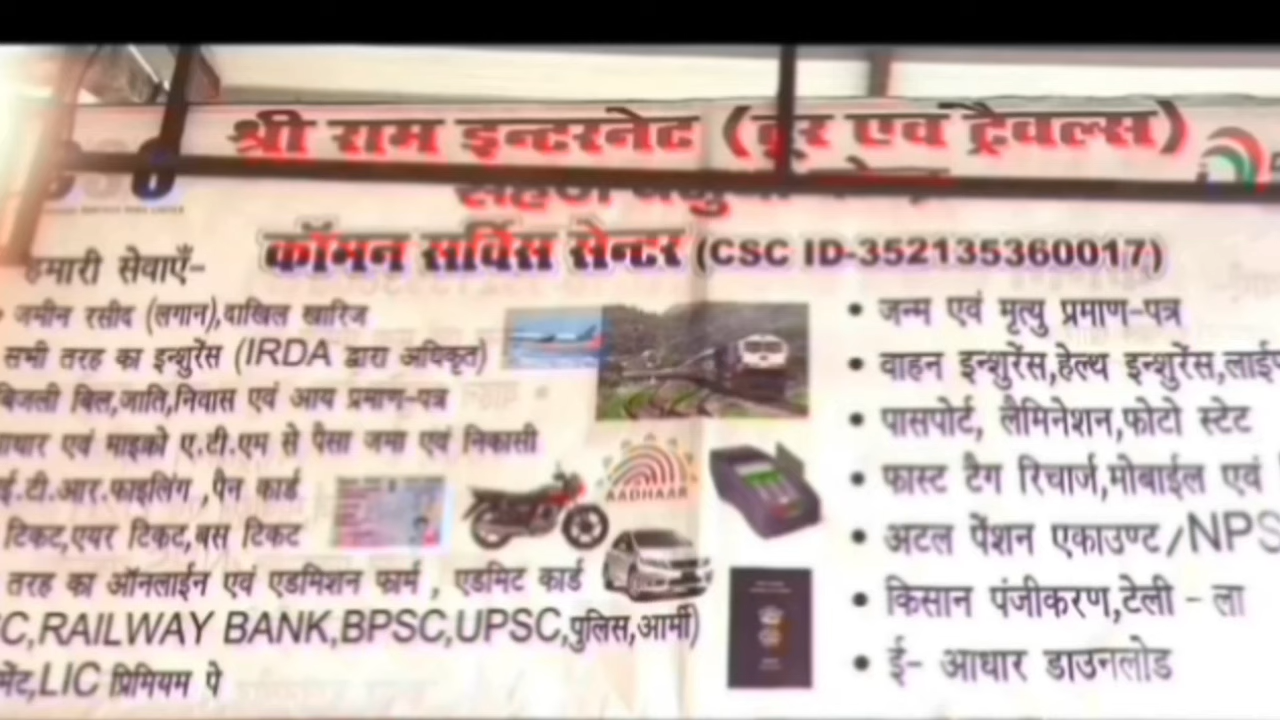 श्री राम इन्टरनेट (टूर एवं ट्रैवल्स)
कॉमन सर्विस सेन्टर (CSC ID-352135360017)
हमारी सेवाएँ-
जमीन रसीद (लगान),दाखिल खारिज
सभी तरह का इन्शुरेंस (IRDA द्वारा अधिकृत)
बिजली बिल,जाति,निवास एवं आय प्रमाण-पत्र
एवं माइक्रो ए.टी.एम से पैसा जमा एवं निकासी
ई.टी.आर.फाइलिंग ,पैन कार्ड
टिकट,एयर टिकट,बस टिकट
तरह का ऑनलाईन एवं एडमिशन फार्म , एडमिट कार्ड
C,RAILWAY BANK,BPSC,UPSC,पुलिस,आर्मी)
LIC प्रिमियम पे
AADHAAR
• जन्म एवं मृत्यु प्रमाण-पत्र
• वाहन इन्शुरेंस,हेल्थ इन्शुरेंस,लाईफ
• पासपोर्ट, लैमिनेशन,फोटो स्टेट
• फास्ट टैग रिचार्ज,मोबाईल एवं
• अटल पेंशन एकाउण्ट/NPS
• किसान पंजीकरण,टेली - ला
• ई- आधार डाउनलोड